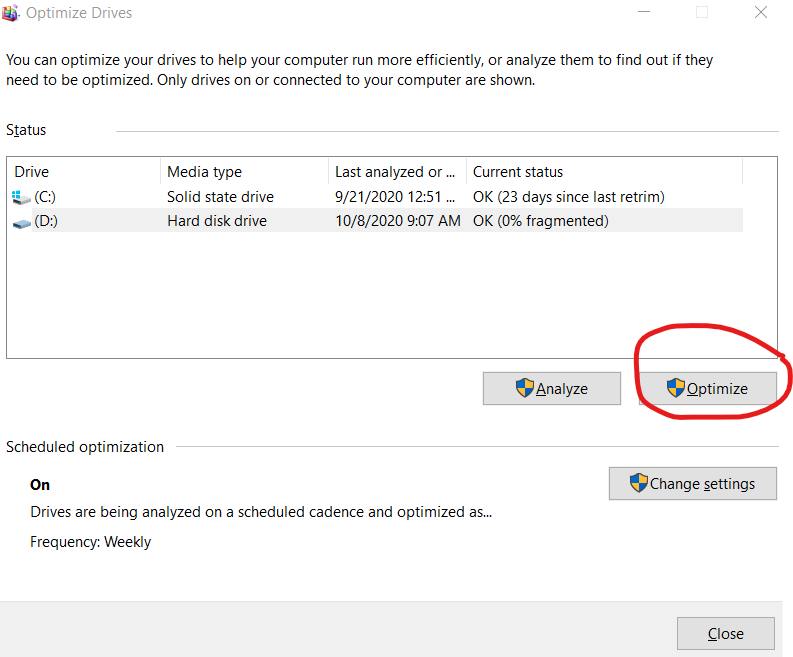 Optimize Drives
You can optimize your drives to help your computer run more efficiently, or analyze them to find out if they
need to be optimized. Only drives on or connected to your computer are shown.
Status
Drive Media type Last analyzed or ... Current status
(C:) Solid state drive 9/21/2020 12:51 ... OK (23 days since last retrim)
(D:) Hard disk drive 10/8/2020 9:07 AM OK (0% fragmented)
Analyze Optimize
Scheduled optimization
On
Change settings
Drives are being analyzed on a scheduled cadence and optimized as...
Frequency: Weekly
Close